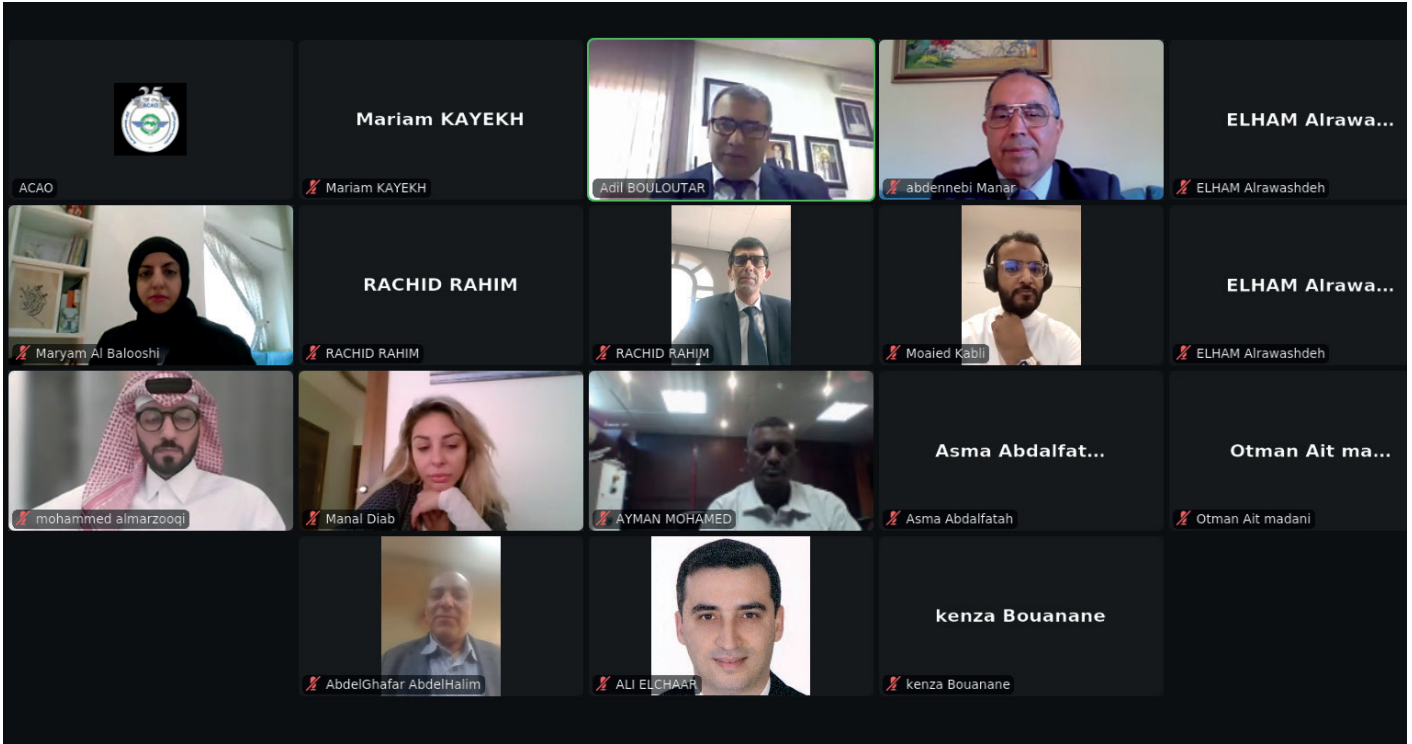 25
ACAO
ACAO
Mariam KAYEKH
Mariam KAYEKH
Adil BOULOUTAR
abdennebi Manar
ELHAM Alrawa...
ELHAM Alrawashdeh
Maryam Al Balooshi
RACHID RAHIM
RACHID RAHIM
RACHID RAHIM
Moaied Kabli
ELHAM Alrawa...
ELHAM Alrawashdeh
mohammed almarzooqi
Manal Diab
AYMAN MOHAMED
Asma Abdalfat...
Asma Abdalfatah
Otman Ait ma...
Otman Ait madani
AbdelGhafar AbdelHalim
ALI ELCHAAR
kenza Bouanane
kenza Bouanane